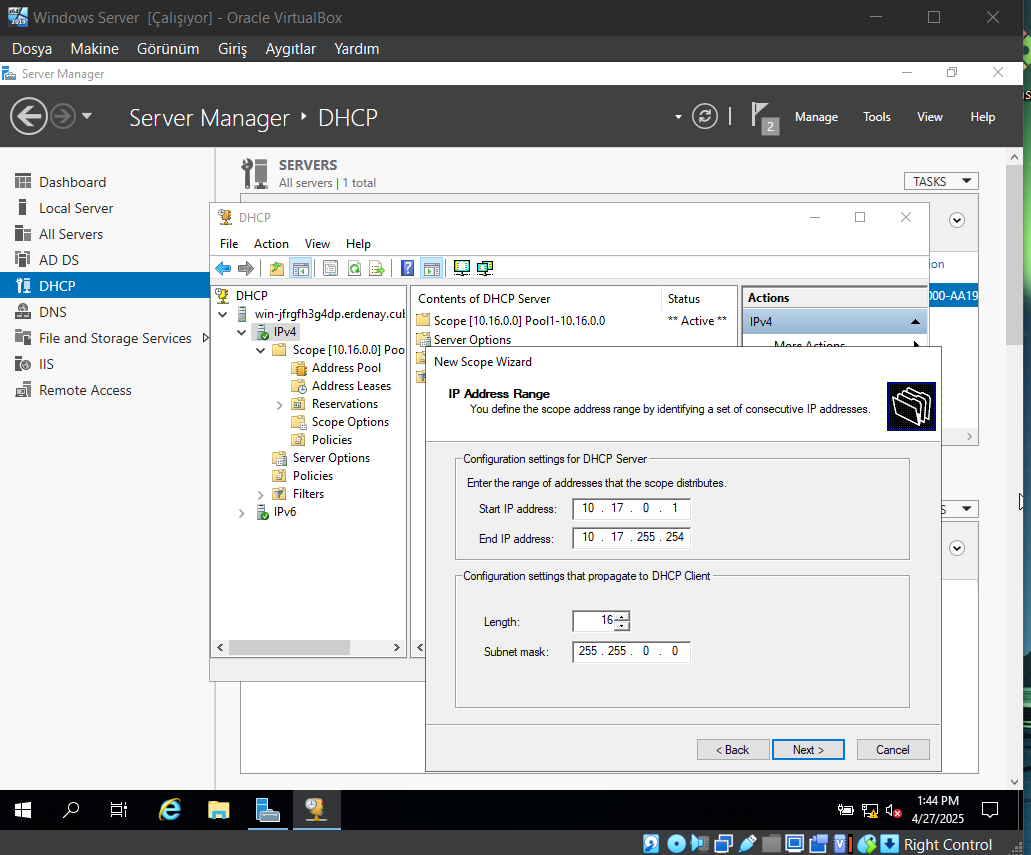 Windows Server [Çalışıyor] - Oracle VirtualBox
Dosya Makine Görünüm Giriş Aygıtlar Yardım
Server Manager
Server Manager DHCP
2
Manage Tools View Help
Dashboard
Local Server
All Servers
AD DS
DHCP
DNS
File and Storage Services
IIS
Remote Access
SERVERS
All servers | 1 total
TASKS
DHCP
File Action View Help
DHCP
win-jfrgfh3g4dp.erdenay.cul
IPv4
Scope [10.16.0.0] Poo
Address Pool
Address Leases
Reservations
Scope Options
Policies
Server Options
Policies
Filters
IPv6
Contents of DHCP Server Status
Scope [10.16.0.0] Pool1-10.16.0.0 ** Active **
Server Options
Actions
IPv4
More Actions
ion
000-AA19
New Scope Wizard
IP Address Range
You define the scope address range by identifying a set of consecutive IP addresses.
Configuration settings for DHCP Server
Enter the range of addresses that the scope distributes.
Start IP address: 10 . 17 . 0 . 1
End IP address: 10 . 17 . 255 . 254
Configuration settings that propagate to DHCP Client
Length: 16
Subnet mask: 255 . 255 . 0 . 0
< Back Next > Cancel
S
1:44 PM
4/27/2025
Right Control